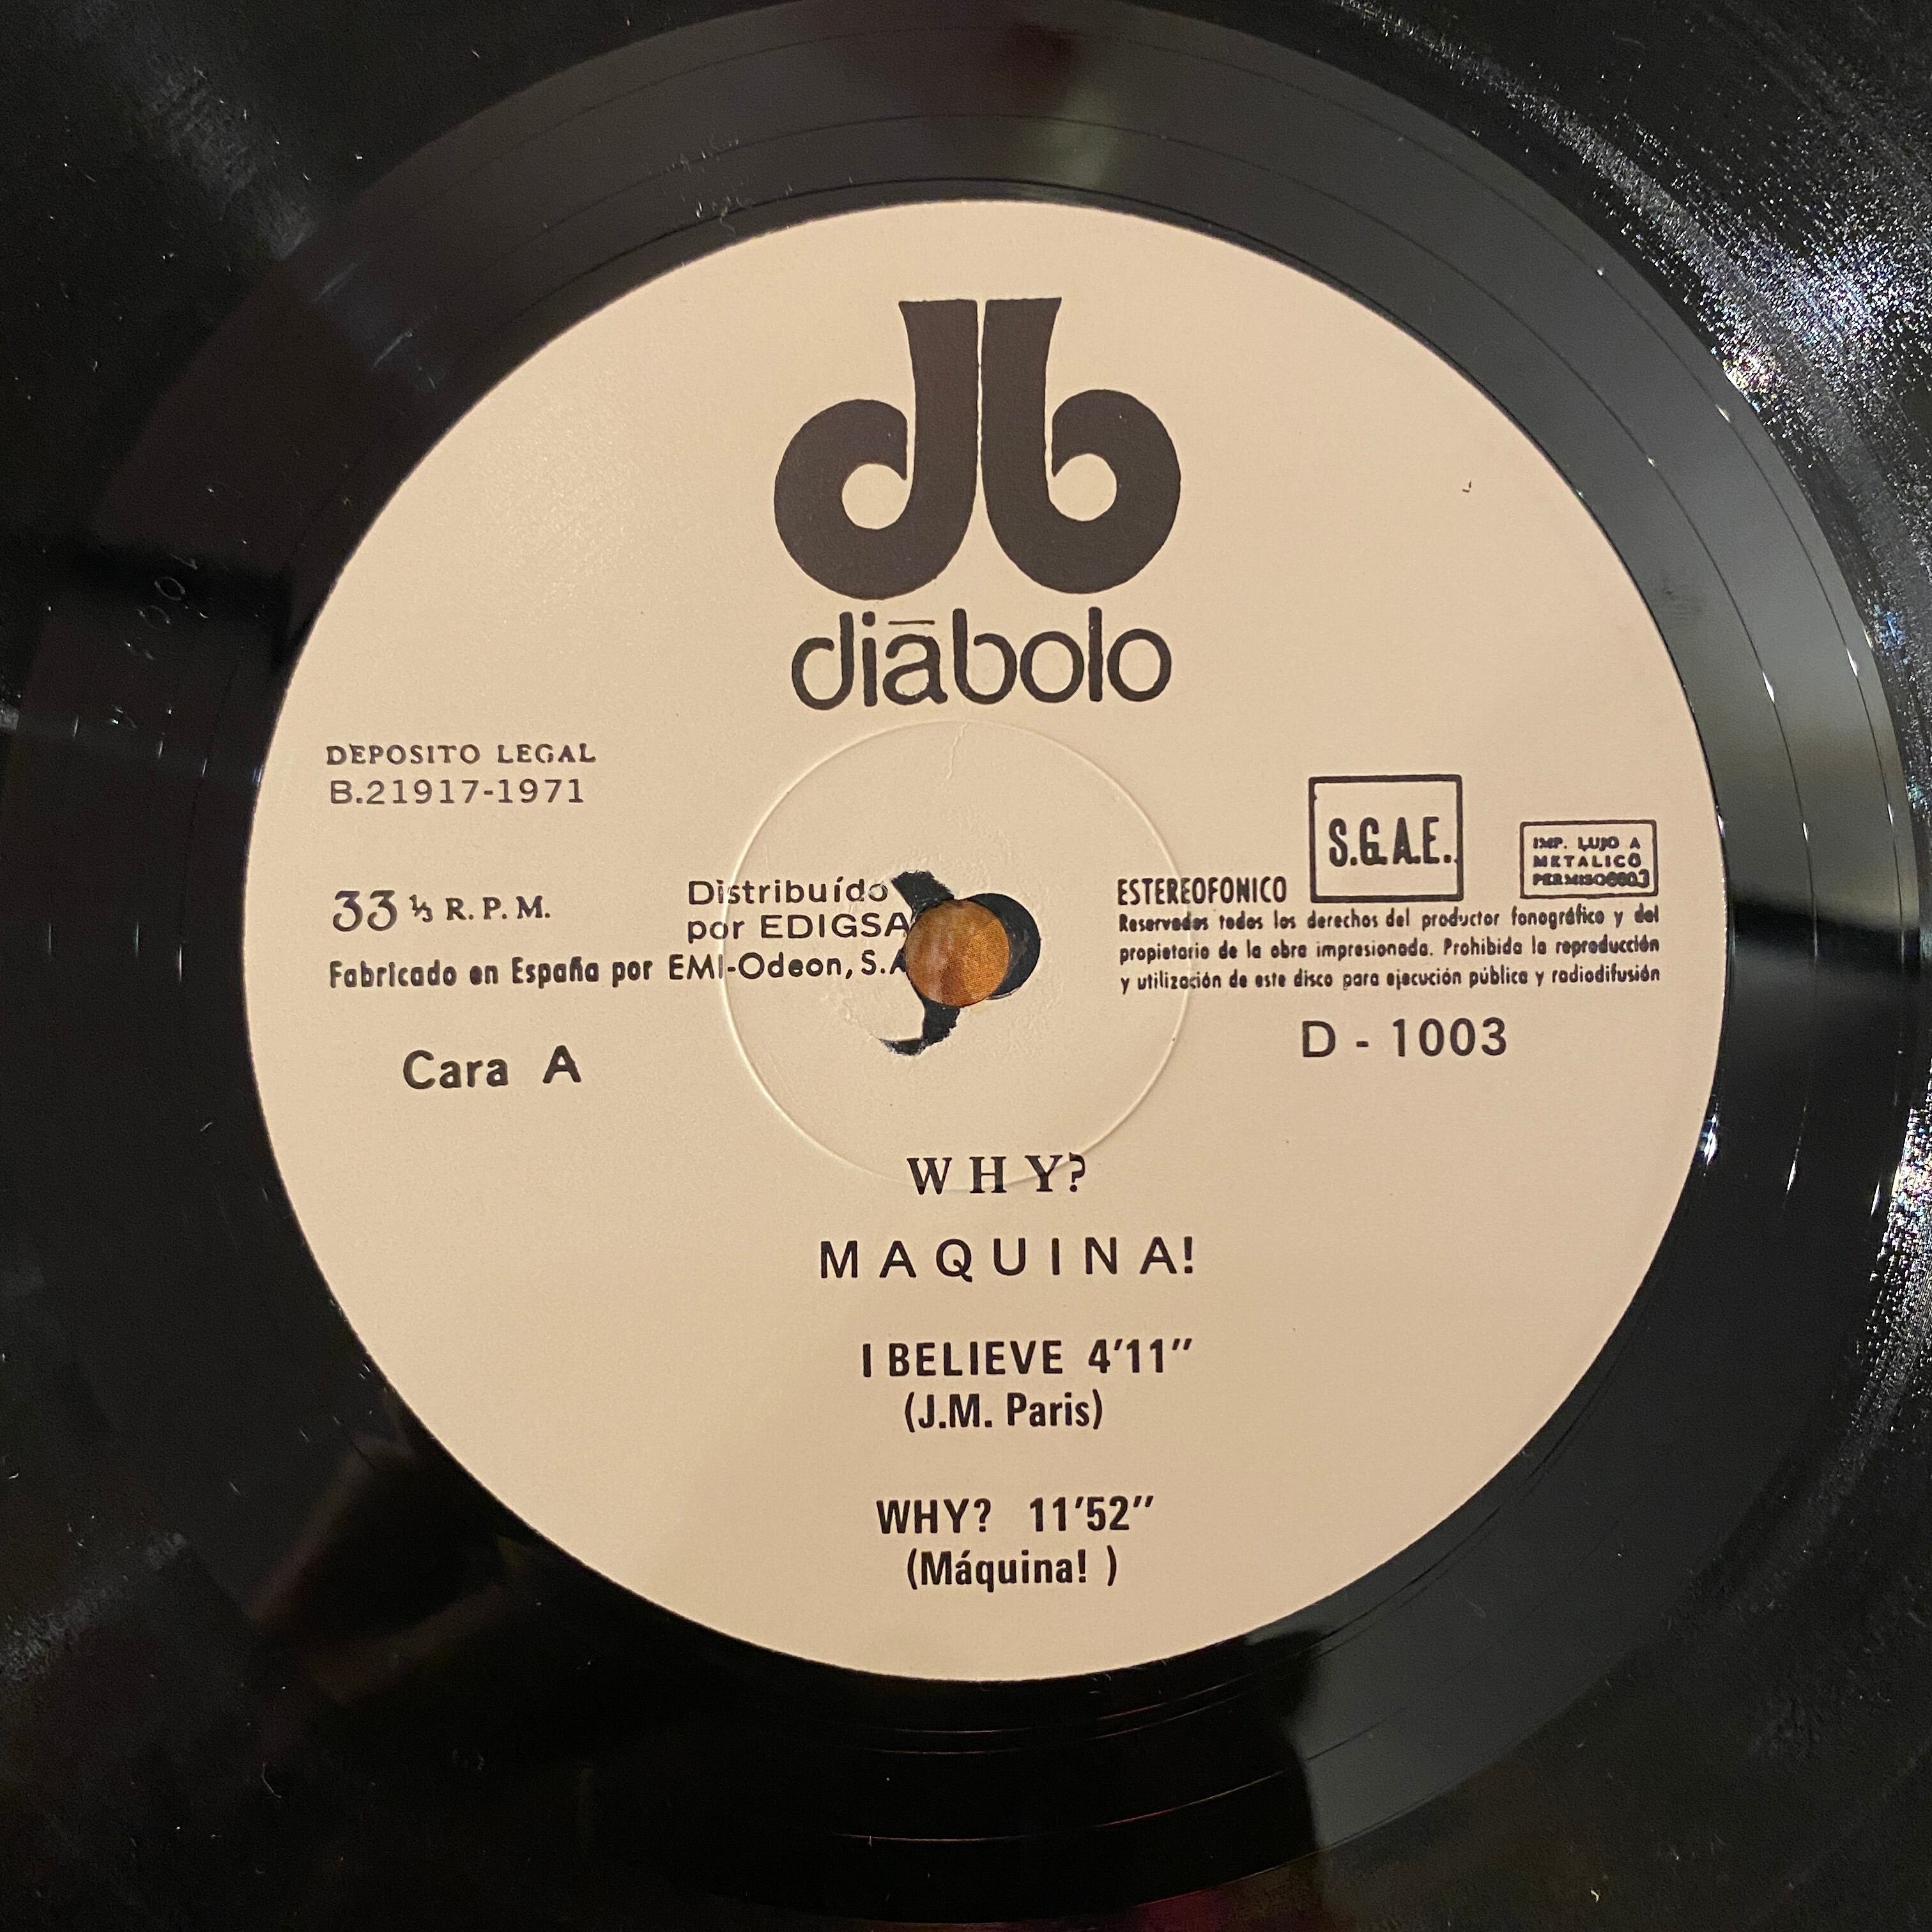 db
diābolo
DEPOSITO LEGAL
B.21917-1971
33 ⅓ R. P. M.
Distribuído
por EDIGSA
Fabricado en España por EMI-Odeon, S.A
Cara A
S.G.A.E.
IMP. LUJO A
METALICO
ESTEREOFONICO
Reservados todos los derechos del productor fonográfico y del
propietario de la obra impresionada. Prohibida la reproducción
y utilización de este disco para ejecución pública y radiodifusión
D - 1003
WHY?
MAQUINA!
I BELIEVE 4'11"
(J.M. Paris)
WHY? 11'52"
(Máquina! )